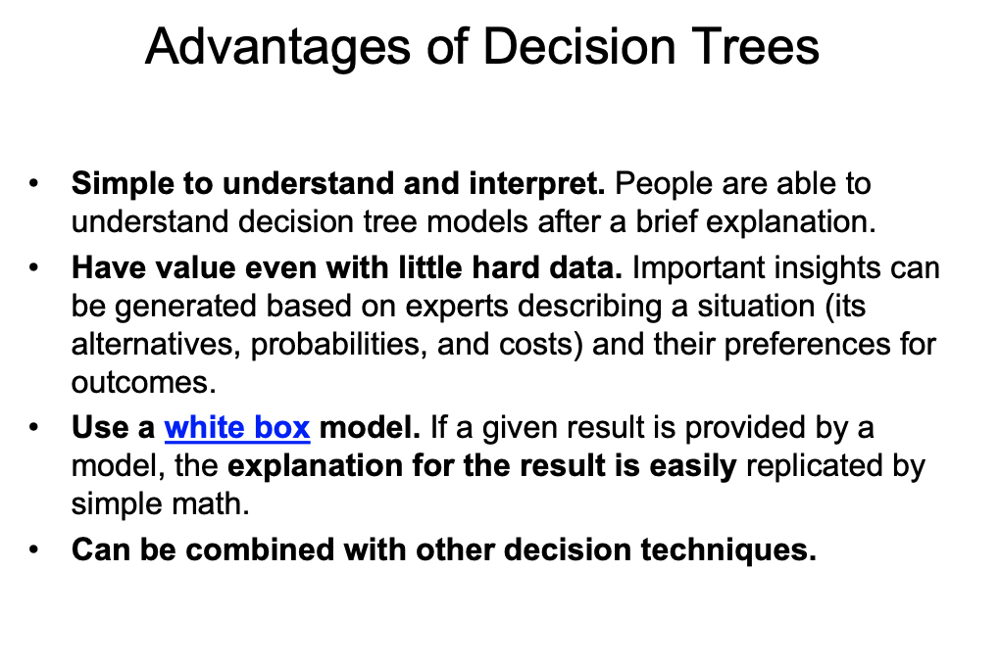 Advantages of Decision Trees
• Simple to understand and interpret. People are able to
understand decision tree models after a brief explanation.
• Have value even with little hard data. Important insights can
be generated based on experts describing a situation (its
alternatives, probabilities, and costs) and their preferences for
outcomes.
• Use a white box model. If a given result is provided by a
model, the explanation for the result is easily replicated by
simple math.
• Can be combined with other decision techniques.